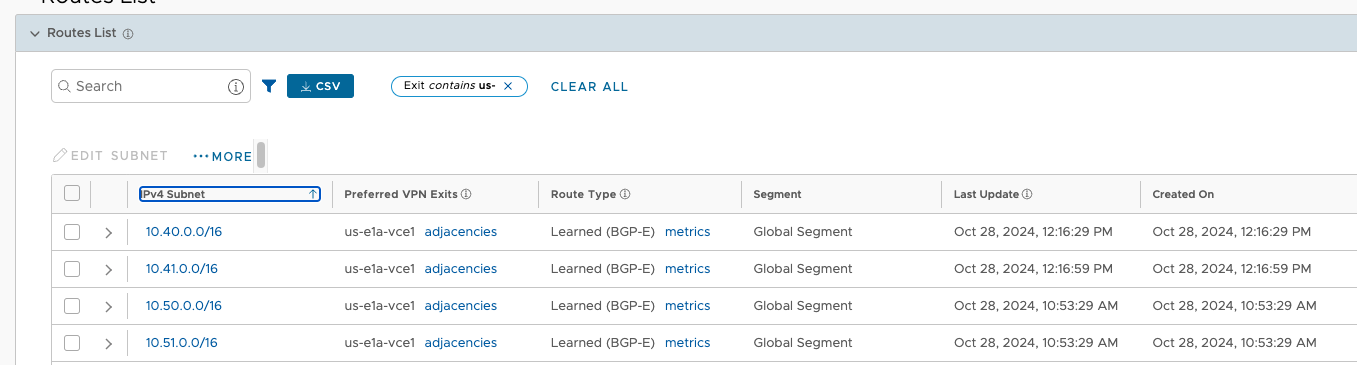 Routes List
Routes List
Search CSV Exit contains us- CLEAR ALL
EDIT SUBNET MORE
IPv4 Subnet Preferred VPN Exits Route Type Segment Last Update Created On
10.40.0.0/16 us-e1a-vce1 adjacencies Learned (BGP-E) metrics Global Segment Oct 28, 2024, 12:16:29 PM Oct 28, 2024, 12:16:29 PM
10.41.0.0/16 us-e1a-vce1 adjacencies Learned (BGP-E) metrics Global Segment Oct 28, 2024, 12:16:59 PM Oct 28, 2024, 12:16:59 PM
10.50.0.0/16 us-e1a-vce1 adjacencies Learned (BGP-E) metrics Global Segment Oct 28, 2024, 10:53:29 AM Oct 28, 2024, 10:53:29 AM
10.51.0.0/16 us-e1a-vce1 adjacencies Learned (BGP-E) metrics Global Segment Oct 28, 2024, 10:53:29 AM Oct 28, 2024, 10:53:29 AM